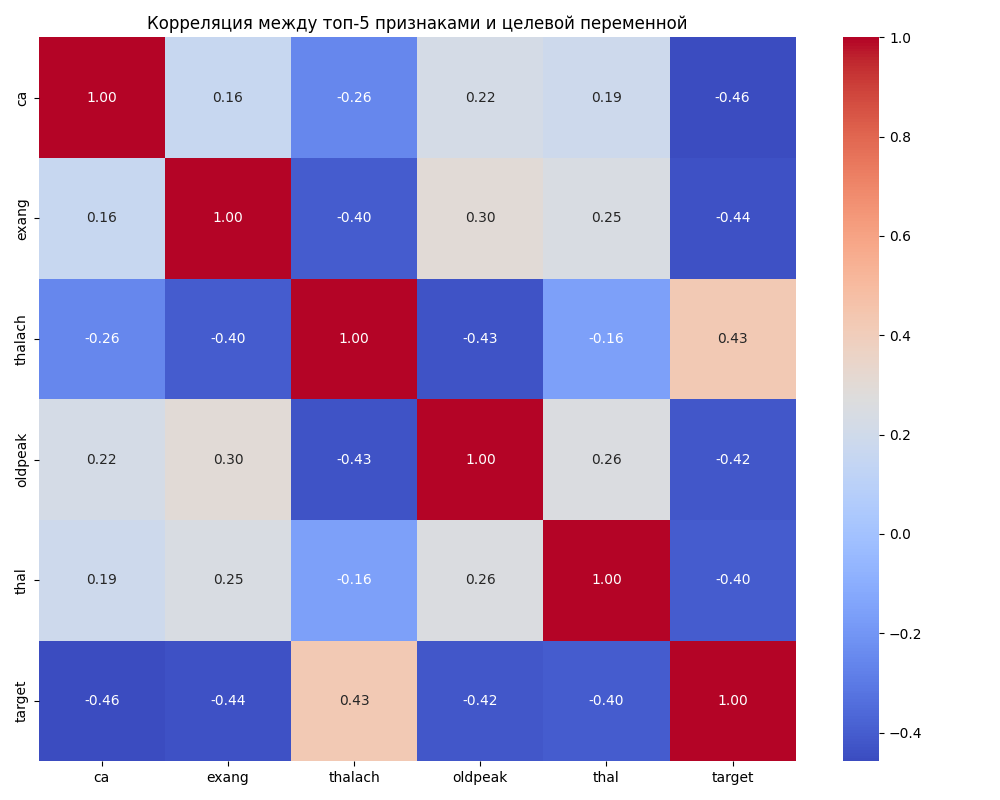 Корреляция между топ-5 признаками и целевой переменной
ca 1.00 0.16 -0.26 0.22 0.19 -0.46
exang 0.16 1.00 -0.40 0.30 0.25 -0.44
thalach -0.26 -0.40 1.00 -0.43 -0.16 0.43
oldpeak 0.22 0.30 -0.43 1.00 0.26 -0.42
thal 0.19 0.25 -0.16 0.26 1.00 -0.40
target -0.46 -0.44 0.43 -0.42 -0.40 1.00
ca exang thalach oldpeak thal target
1.0
0.8
0.6
0.4
0.2
0.0
−0.2
−0.4